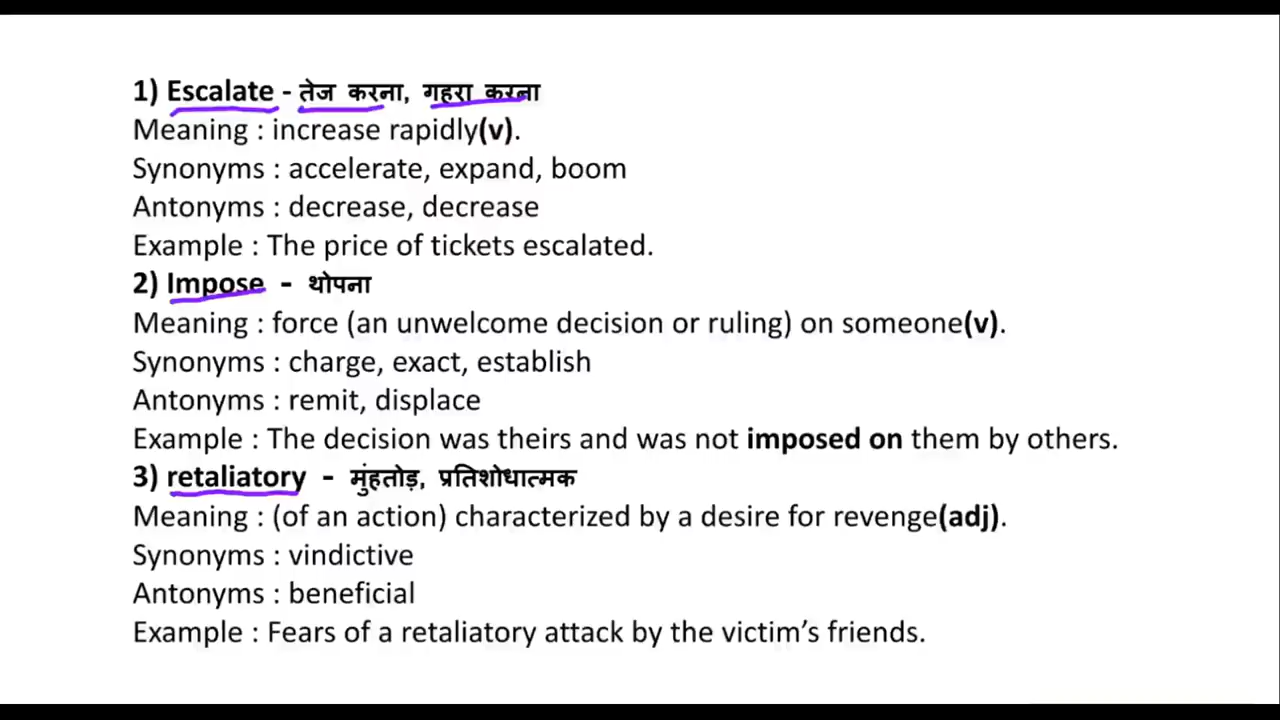 1) Escalate - तेज करना, गहरा करना
Meaning : increase rapidly(v).
Synonyms : accelerate, expand, boom
Antonyms : decrease, decrease
Example : The price of tickets escalated.
2) Impose - थोपना
Meaning : force (an unwelcome decision or ruling) on someone(v).
Synonyms : charge, exact, establish
Antonyms : remit, displace
Example : The decision was theirs and was not imposed on them by others.
3) retaliatory - मुंहतोड़, प्रतिशोधात्मक
Meaning : (of an action) characterized by a desire for revenge(adj).
Synonyms : vindictive
Antonyms : beneficial
Example : Fears of a retaliatory attack by the victim’s friends.